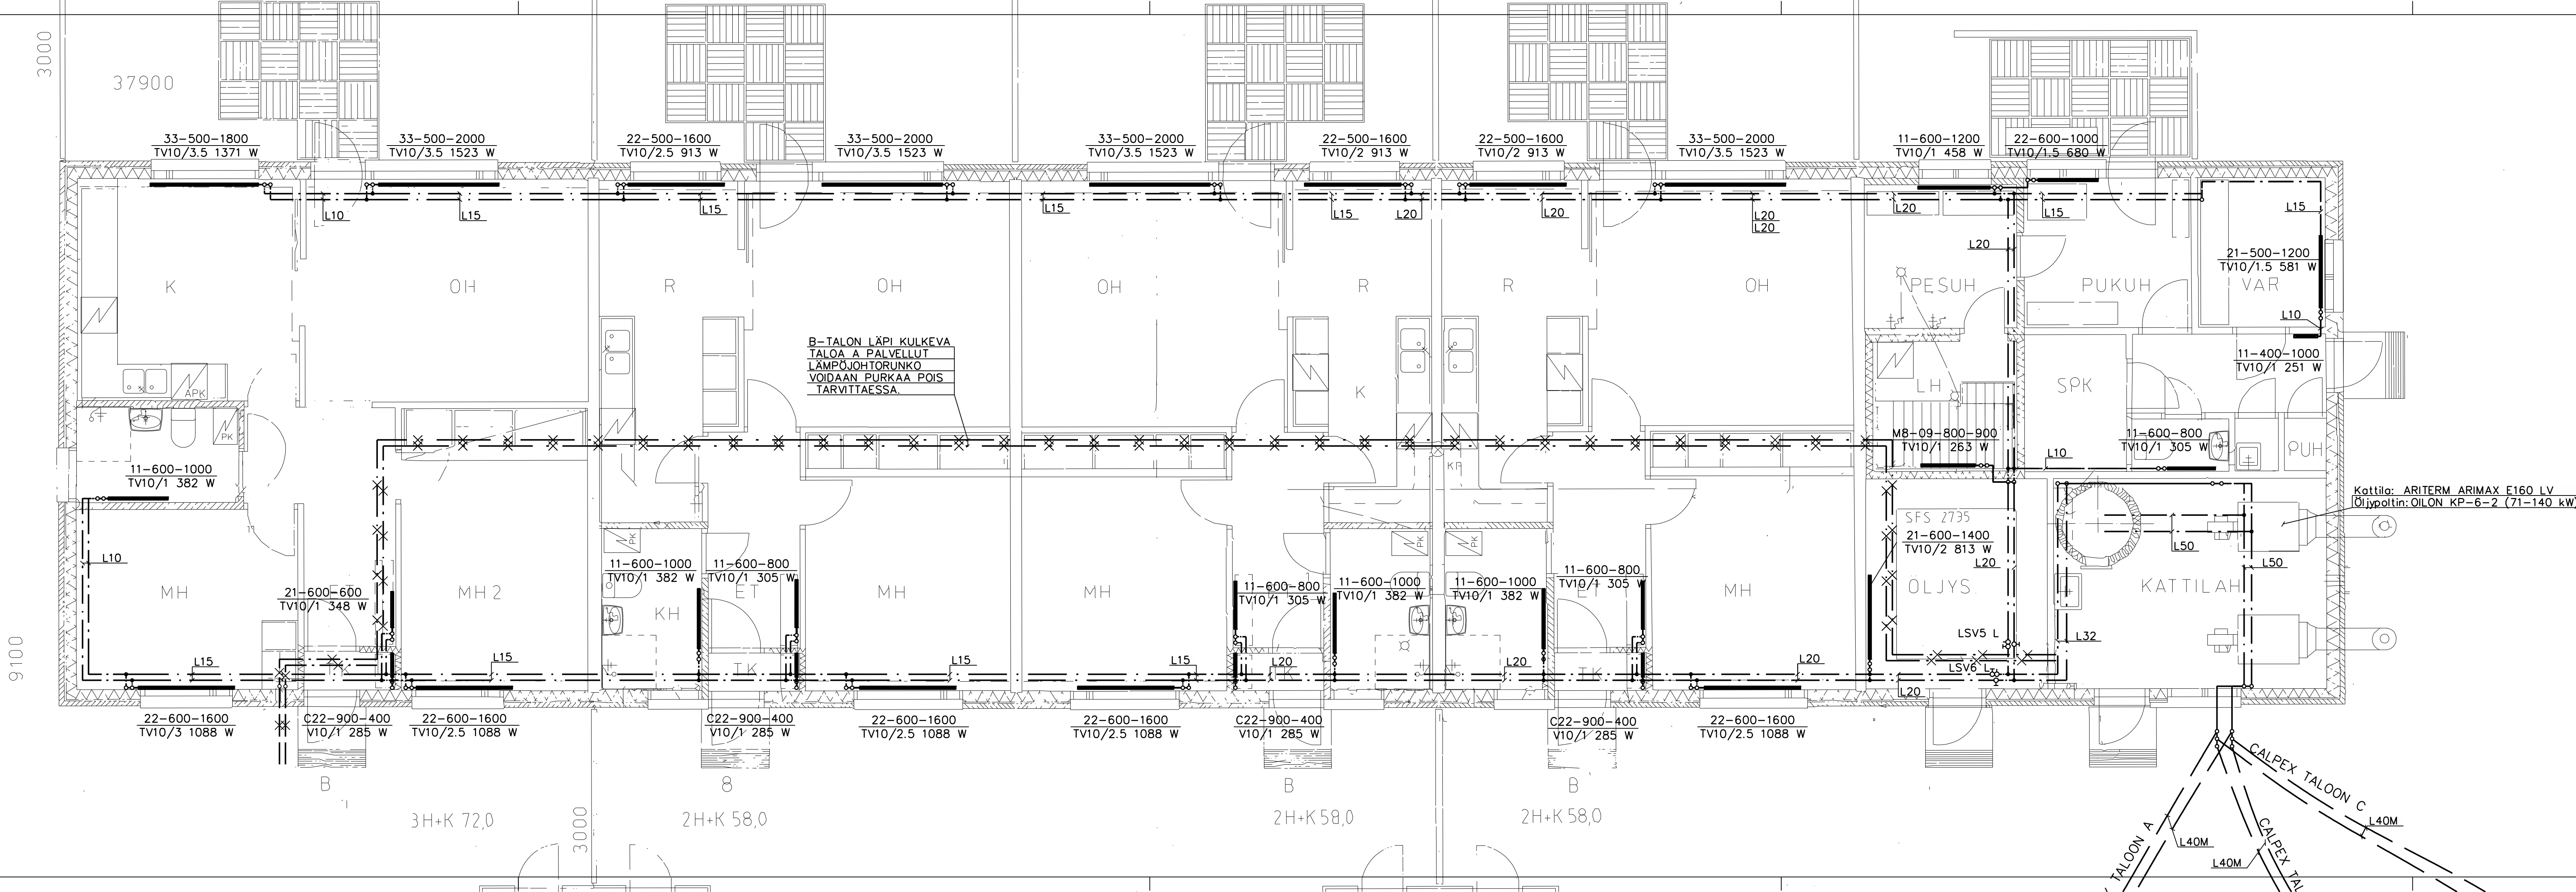 3000
37900
33-500-1800
TV10/3.5 1371 W
33-500-2000
TV10/3.5 1523 W
22-500-1600
TV10/2.5 913 W
33-500-2000
TV10/3.5 1523 W
33-500-2000
TV10/3.5 1523 W
22-500-1600
TV10/2 913 W
22-500-1600
TV10/2 913 W
33-500-2000
TV10/3.5 1523 W
11-600-1200
TV10/1 458 W
22-600-1000
TV10/1.5 680 W
L10
L15
L15
L15
L15
L20
L20
L20
L20
L20
L15
L15
L20
K
OH
R
OH
OH
R
R
OH
PESUH
PUKUH
21-500-1200
TV10/1.5 581 W
VAR
L10
B-TALON LÄPI KULKEVA
TALOA A PALVELLUT
LÄMPÖJOHTORUNKO
VOIDAAN PURKAA POIS
TARVITTAESSA.
11-400-1000
TV10/1 251 W
APK
K
LH
SPK
PK
M8-09-800-900
TV10/1 263 W
11-600-800
TV10/1 305 W
PUH
11-600-1000
TV10/1 382 W
L10
Kattila: ARITERM ARIMAX E160 LV
Öljypoltin: OILON KP-6-2 (71-140 kW)
SFS 2735
21-600-1400
TV10/2 813 W
PK
PK
PK
L50
L10
L20
L50
MH
21-600-600
TV10/1 348 W
ET
MH2
11-600-1000
TV10/1 382 W
KH
11-600-800
TV10/1 305 W
ET
MH
MH
11-600-800
TV10/1 305 W
11-600-1000
TV10/1 382 W
11-600-1000
TV10/1 382 W
11-600-800
TV10/1 305 W
ET
MH
ÖLJYS
KATTILAH
9100
LSV5 L
L32
L15
L15
TK
L15
L15
L20
TK
L20
TK
L20
LSV6 L
L20
22-600-1600
TV10/3 1088 W
C22-900-400
V10/1 285 W
22-600-1600
TV10/2.5 1088 W
C22-900-400
V10/1 285 W
22-600-1600
TV10/2.5 1088 W
22-600-1600
TV10/2.5 1088 W
C22-900-400
V10/1 285 W
C22-900-400
V10/1 285 W
22-600-1600
TV10/2.5 1088 W
B
8
B
B
3H+K 72,0
3000
2H+K 58,0
2H+K 58,0
2H+K 58,0
CALPEX TALOON C
L40M
TALOON A
L40M
L40M
CALPEX